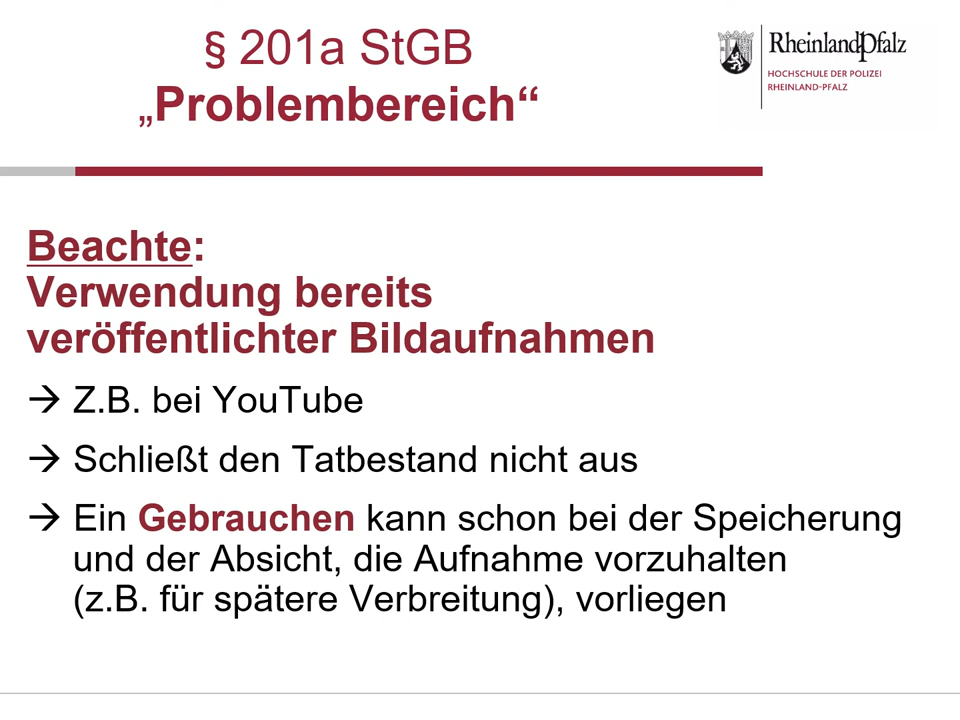 § 201a StGB
„Problembereich“
RheinlandPfalz
HOCHSCHULE DER POLIZEI
RHEINLAND-PFALZ
Beachte:
Verwendung bereits
veröffentlichter Bildaufnahmen
→ Z.B. bei YouTube
→ Schließt den Tatbestand nicht aus
→ Ein Gebrauchen kann schon bei der Speicherung
und der Absicht, die Aufnahme vorzuhalten
(z.B. für spätere Verbreitung), vorliegen